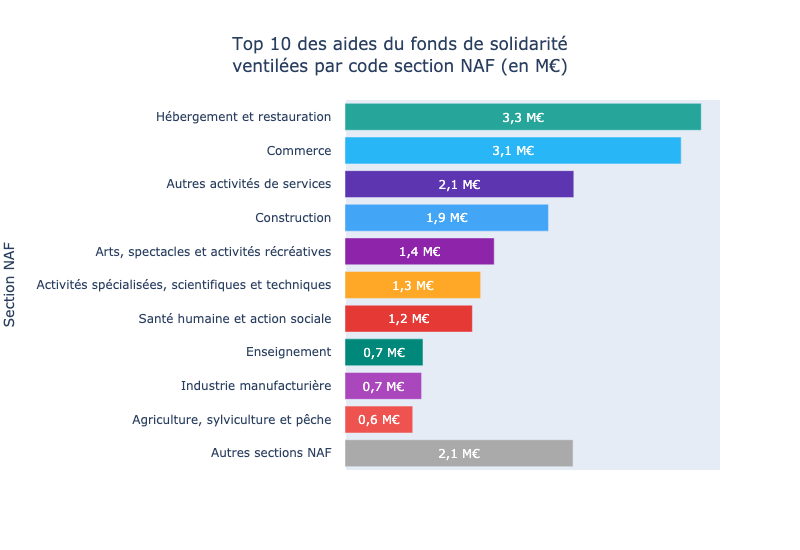 Top 10 des aides du fonds de solidarité
ventilées par code section NAF (en M€)
Section NAF
Hébergement et restauration 3,3 M€
Commerce 3,1 M€
Autres activités de services 2,1 M€
Construction 1,9 M€
Arts, spectacles et activités récréatives 1,4 M€
Activités spécialisées, scientifiques et techniques 1,3 M€
Santé humaine et action sociale 1,2 M€
Enseignement 0,7 M€
Industrie manufacturière 0,7 M€
Agriculture, sylviculture et pêche 0,6 M€
Autres sections NAF 2,1 M€